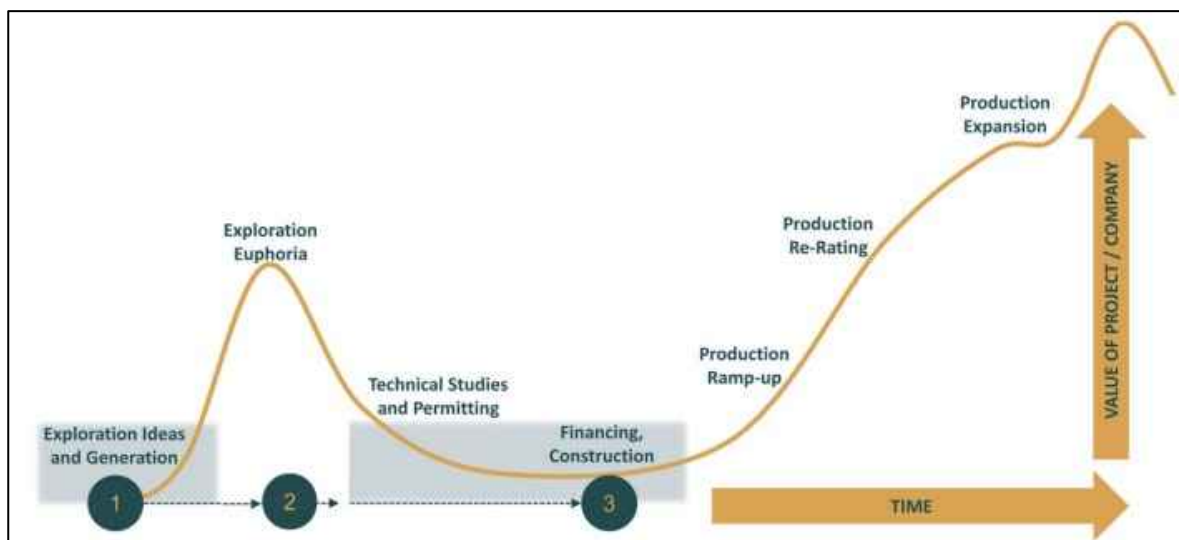 Production
Expansion
Exploration
Euphoria
Production
Re-Rating
Technical Studies
and Permitting
Production
Ramp-up
Exploration Ideas
and Generation
Financing,
Construction
1
2
3
TIME
VALUE OF PROJECT / COMPANY